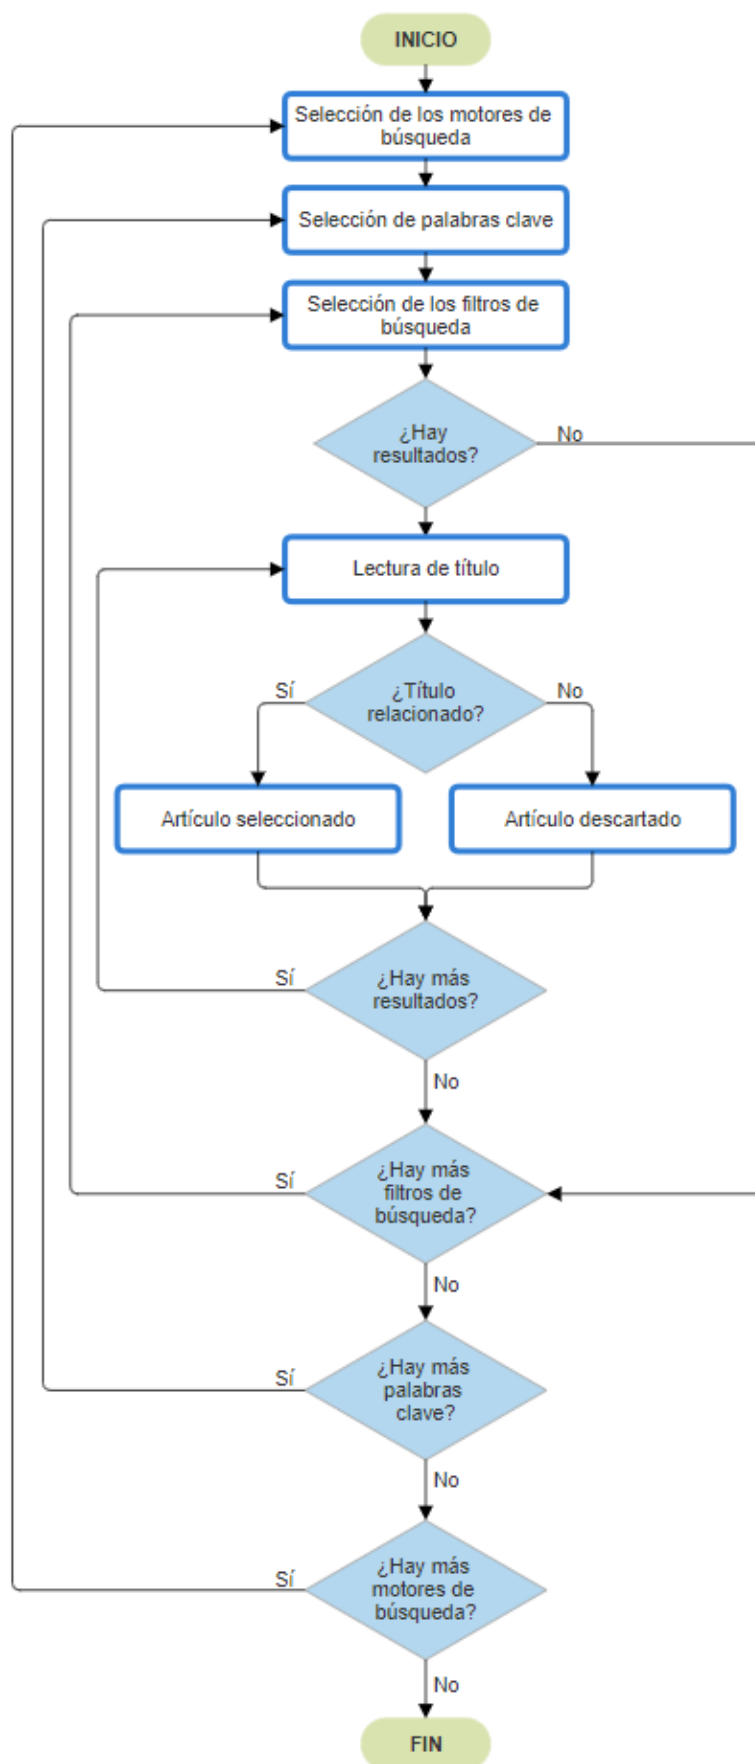 INICIO
Selección de los motores de
búsqueda
Selección de palabras clave
Selección de los filtros de
búsqueda
¿Hay
resultados?
No
Lectura de título
¿Título
relacionado?
Sí
No
Artículo seleccionado
Artículo descartado
¿Hay más
resultados?
Sí
No
¿Hay más
filtros de
búsqueda?
Sí
No
¿Hay más
palabras
clave?
Sí
No
¿Hay más
motores de
búsqueda?
Sí
No
FIN